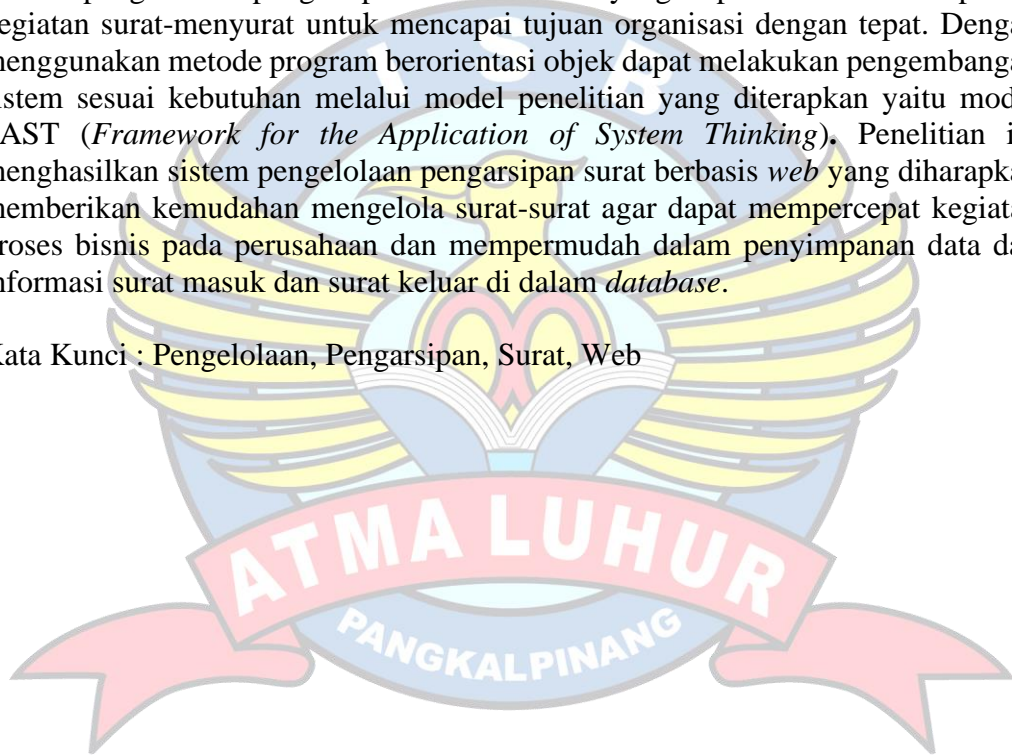 egiatan surat-menyurat untuk mencapai tujuan organisasi dengan tepat. Denga
enggunakan metode program berorientasi objek dapat melakukan pengembanga
istem sesuai kebutuhan melalui model penelitian yang diterapkan yaitu mod
AST (Framework for the Application of System Thinking). Penelitian i
enghasilkan sistem pengelolaan pengarsipan surat berbasis web yang diharapka
emberikan kemudahan mengelola surat-surat agar dapat mempercepat kegiata
roses bisnis pada perusahaan dan mempermudah dalam penyimpanan data da
nformasi surat masuk dan surat keluar di dalam database.
Kata Kunci : Pengelolaan, Pengarsipan, Surat, Web
I S B
ATMA LUHUR
PANGKALPINANG